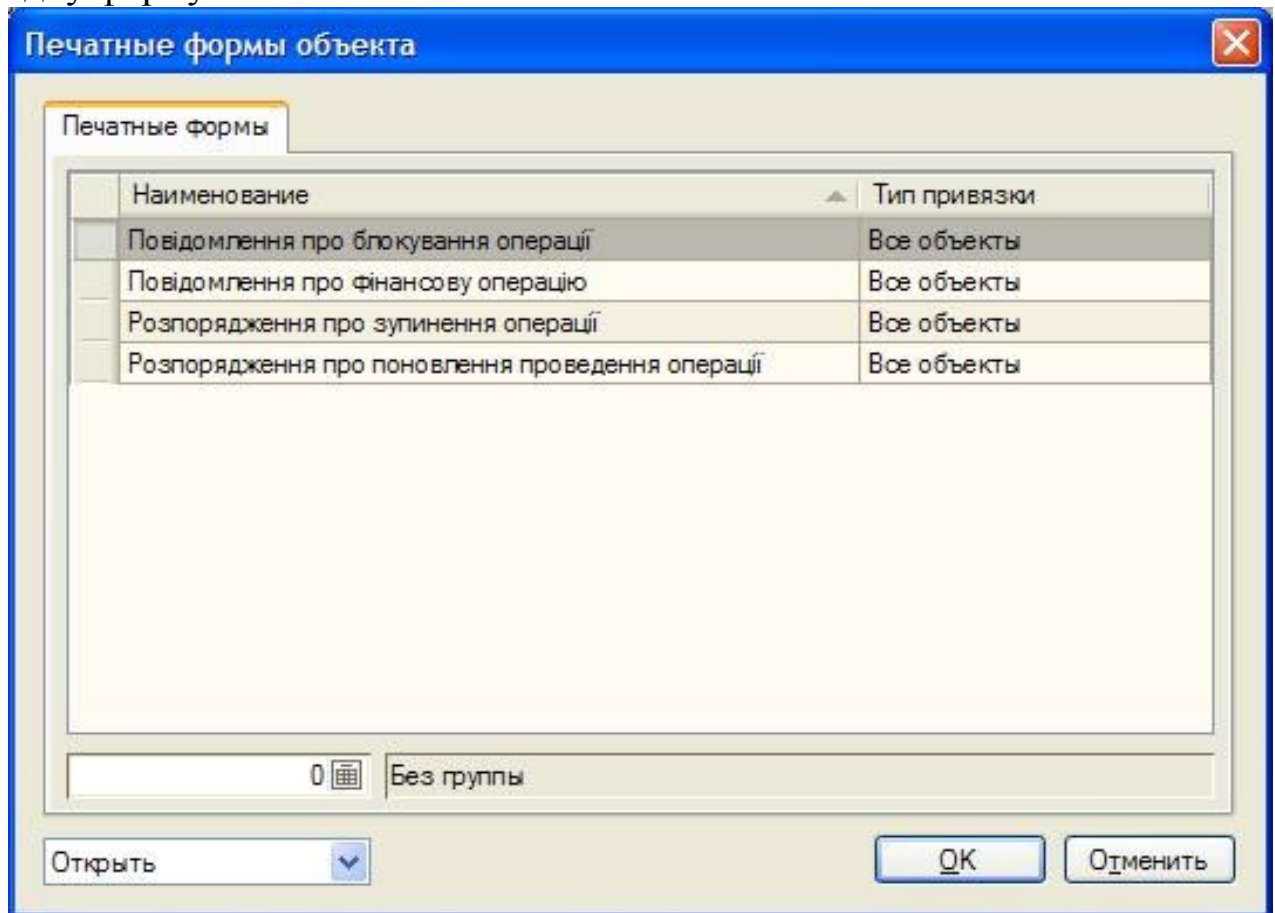 Печатные формы объекта
Печатные формы
Наименование Тип привязки
Повідомлення про блокування операції Все объекты
Повідомлення про фінансову операцію Все объекты
Розпорядження про зупинення операції Все объекты
Розпорядження про поновлення проведення операції Все объекты
0 Без группы
Открыть OK Отменить